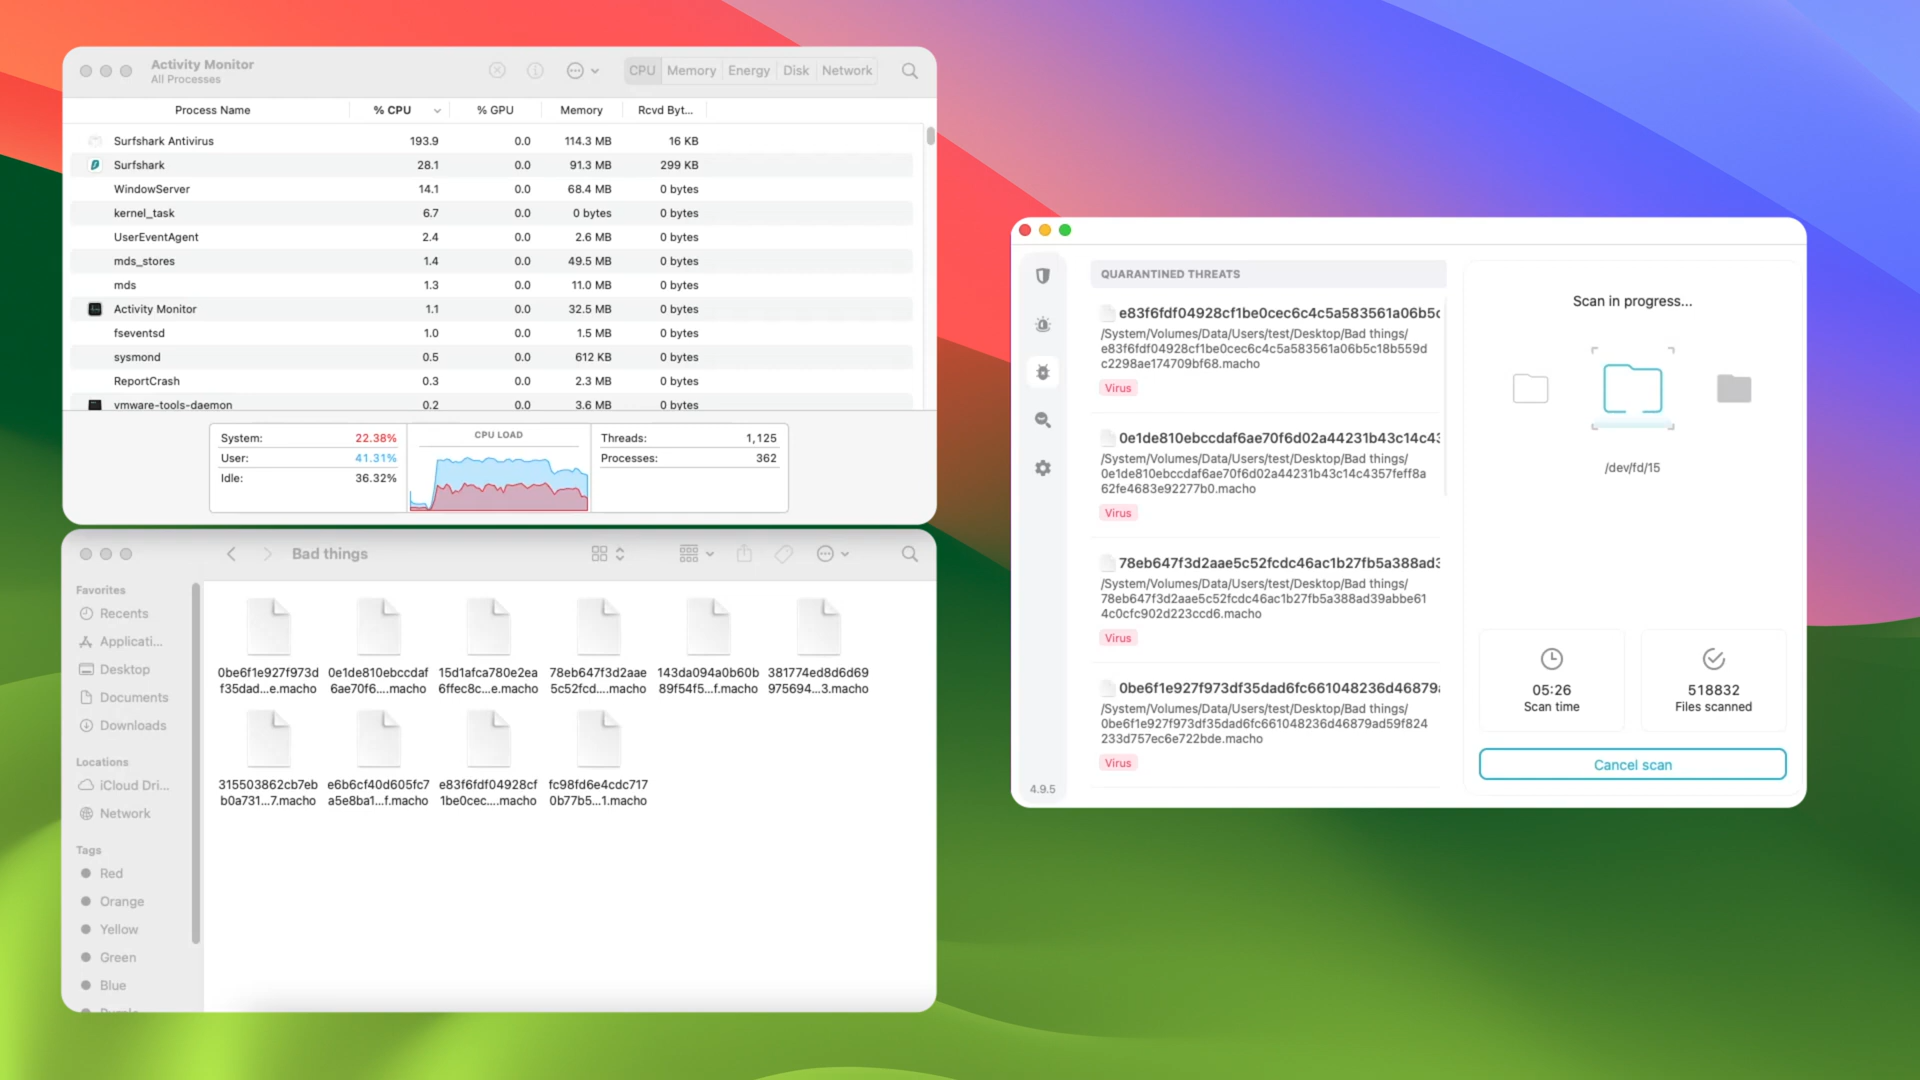 Activity Monitor
All Processes
CPU Memory Energy Disk Network
Process Name % CPU % GPU Memory Rcvd Byt...
Surfshark Antivirus 193.9 0.0 114.3 MB 16 KB
Surfshark 28.1 0.0 91.3 MB 299 KB
WindowServer 14.1 0.0 68.4 MB 0 bytes
kernel_task 6.7 0.0 0 bytes 0 bytes
UserEventAgent 2.4 0.0 2.6 MB 0 bytes
mds_stores 1.4 0.0 49.5 MB 0 bytes
mds 1.3 0.0 11.0 MB 0 bytes
Activity Monitor 1.1 0.0 32.5 MB 0 bytes
fseventsd 1.0 0.0 1.5 MB 0 bytes
sysmond 0.5 0.0 612 KB 0 bytes
ReportCrash 0.3 0.0 2.3 MB 0 bytes
vmware-tools-daemon 0.2 0.0 3.6 MB 0 bytes
System: 22.38%
User: 41.31%
Idle: 36.32%
CPU LOAD
Threads: 1,125
Processes: 362
Bad things
Favorites
Recents
Applicati...
Desktop
Documents
Downloads
Locations
iCloud Dri...
Network
Tags
Red
Orange
Yellow
Green
Blue
0be6f1e927f973d
f35dad...e.macho
0e1de810ebccdaf
6ae70f6....macho
15d1afca780e2ea
6ffec8c...e.macho
78eb647f3d2aae
5c52fcd....macho
143da094a0b60b
89f54f5...f.macho
381774ed8d6d69
975694...3.macho
315503862cb7eb
b0a731...7.macho
e6b6cf40d605fc7
a5e8ba1...f.macho
e83f6fdf04928cf
1be0cec....macho
fc98fd6e4cdc717
0b77b5...1.macho
QUARANTINED THREATS
e83f6fdf04928cf1be0cec6c4c5a583561a06b5c
/System/Volumes/Data/Users/test/Desktop/Bad things/
e83f6fdf04928cf1be0cec6c4c5a583561a06b5c18b559d
c2298ae174709bf68.macho
Virus
0e1de810ebccdaf6ae70f6d02a44231b43c14c43
/System/Volumes/Data/Users/test/Desktop/Bad things/
0e1de810ebccdaf6ae70f6d02a44231b43c14c4357feff8a
62fe4683e92277b0.macho
Virus
78eb647f3d2aae5c52fcdc46ac1b27fb5a388ad3
/System/Volumes/Data/Users/test/Desktop/Bad things/
78eb647f3d2aae5c52fcdc46ac1b27fb5a388ad39abbe61
4c0cfc902d223ccd6.macho
Virus
0be6f1e927f973df35dad6fc661048236d46879a
/System/Volumes/Data/Users/test/Desktop/Bad things/
0be6f1e927f973df35dad6fc661048236d46879ad59f824
233d757ec6e722bde.macho
Virus
4.9.5
Scan in progress...
/dev/fd/15
05:26
Scan time
518832
Files scanned
Cancel scan